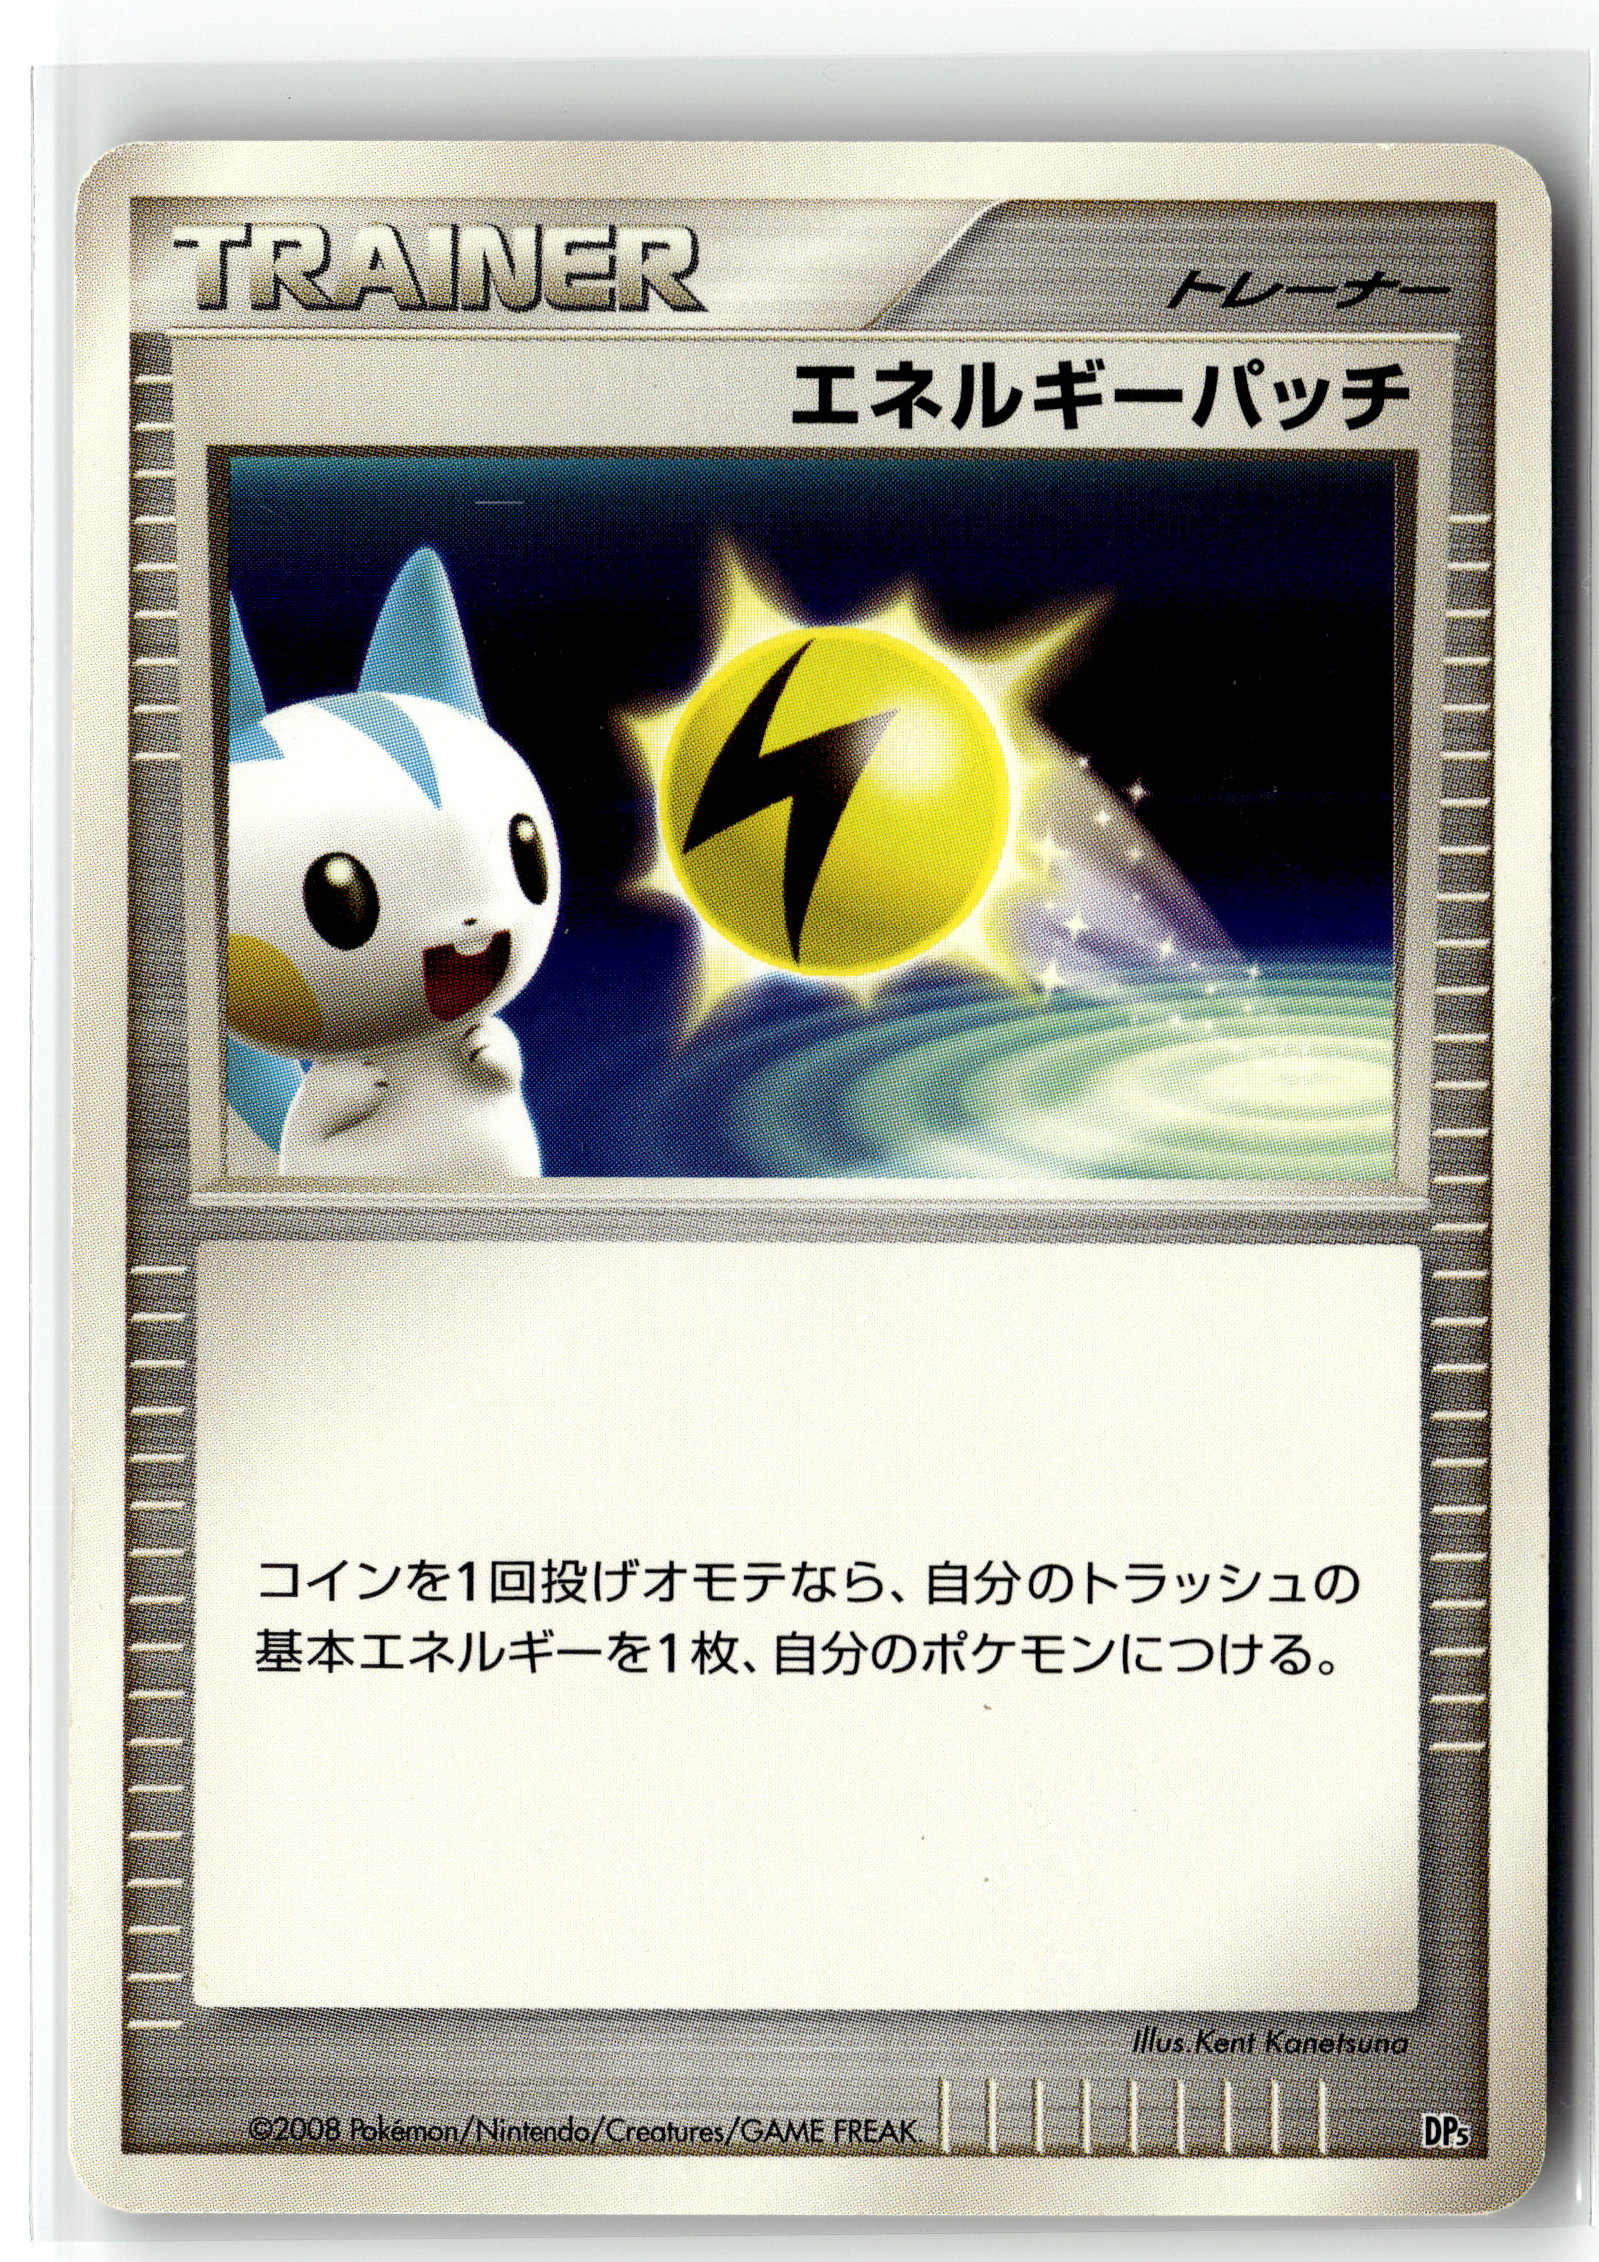 TRAINER
トレーナー
エネルギーパッチ
コインを1回投げオモテなら、自分のトラッシュの
基本エネルギーを1枚、自分のポケモンにつける。
Illus.Kent Kanetsuna
©2008 Pokémon/Nintendo/Creatures/GAME FREAK.
DP5